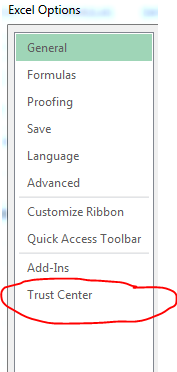 Excel Options
General
Formulas
Proofing
Save
Language
Advanced
Customize Ribbon
Quick Access Toolbar
Add-Ins
Trust Center